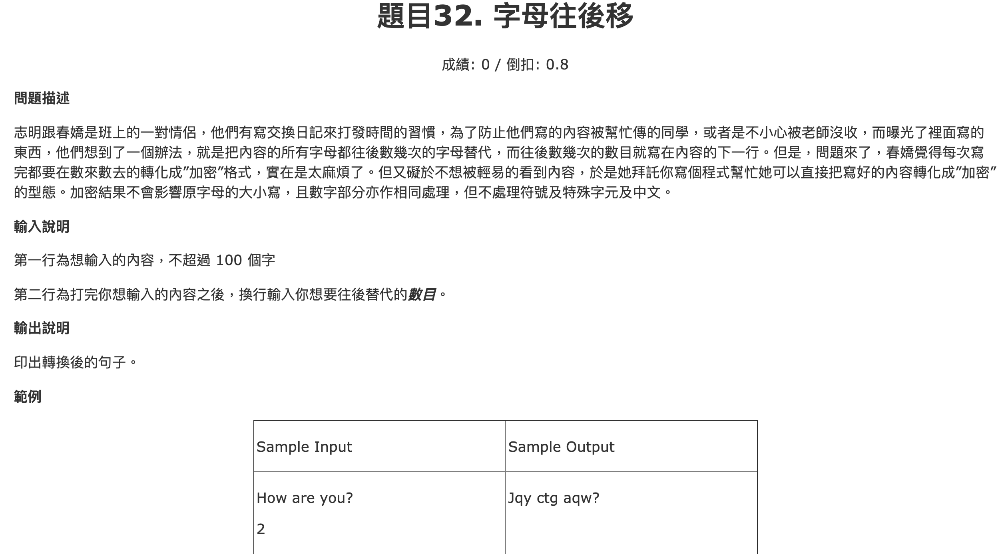 題目32. 字母往後移
成績: 0 / 倒扣: 0.8
問題描述
志明跟春嬌是班上的一對情侶，他們有寫交換日記來打發時間的習慣，為了防止他們寫的內容被幫忙傳的同學，或者是不小心被老師沒收，而曝光了裡面寫的
東西，他們想到了一個辦法，就是把內容的所有字母都往後數幾次的字母替代，而往後數幾次的數目就寫在內容的下一行。但是，問題來了，春嬌覺得每次寫
完都要在數來數去的轉化成”加密”格式，實在是太麻煩了。但又礙於不想被輕易的看到內容，於是她拜託你寫個程式幫忙她可以直接把寫好的內容轉化成”加密”
的型態。加密結果不會影響原字母的大小寫，且數字部分亦作相同處理，但不處理符號及特殊字元及中文。
輸入說明
第一行為想輸入的內容，不超過 100 個字
第二行為打完你想輸入的內容之後，換行輸入你想要往後替代的數目。
輸出說明
印出轉換後的句子。
範例
Sample Input
Sample Output
How are you?
Jqy ctg aqw?
2